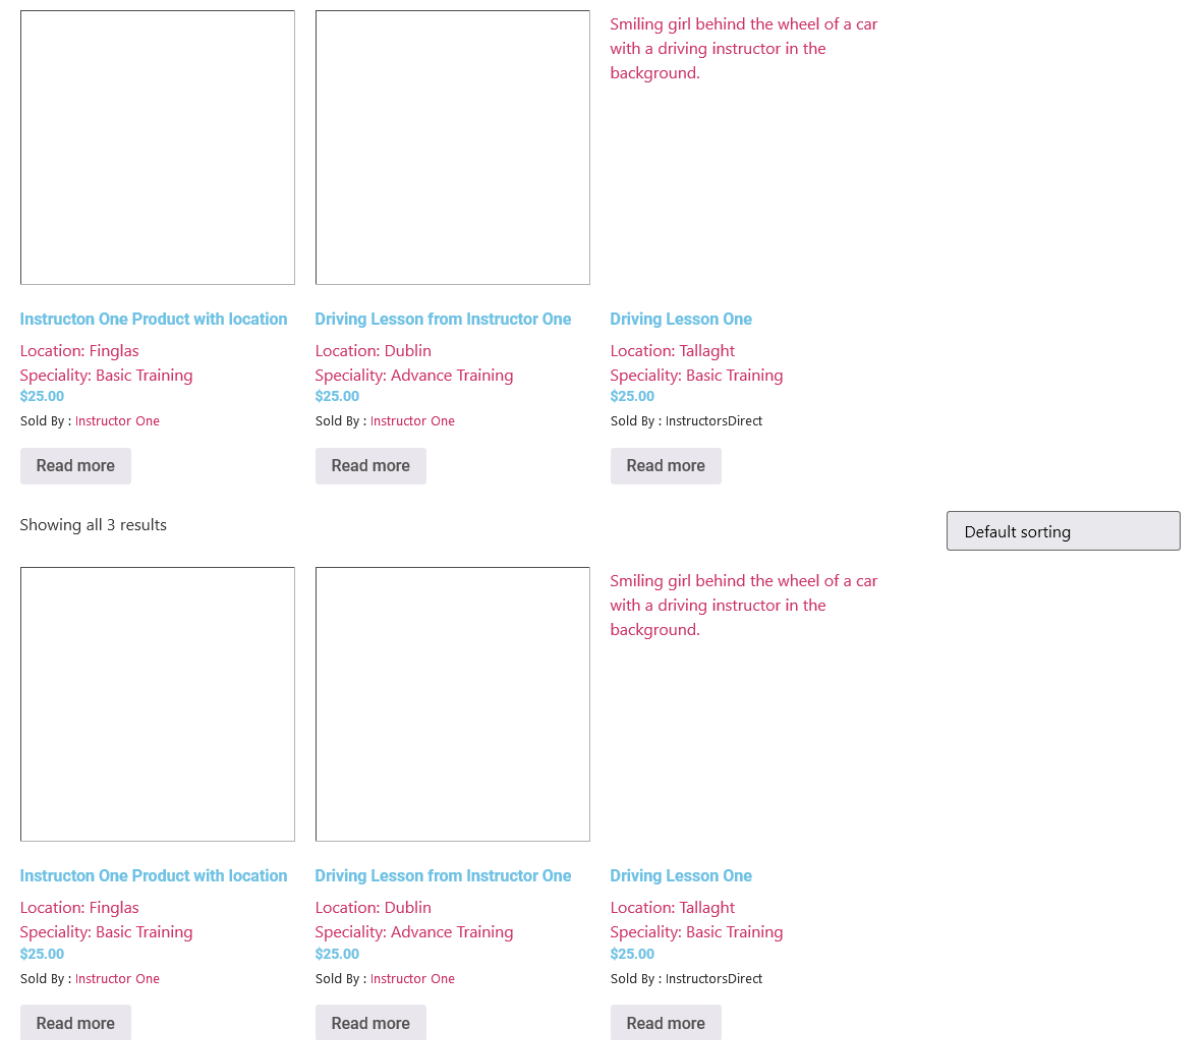 Smiling girl behind the wheel of a car
with a driving instructor in the
background.
Instructon One Product with location
Location: Finglas
Speciality: Basic Training
$25.00
Sold By : Instructor One
Read more
Driving Lesson from Instructor One
Location: Dublin
Speciality: Advance Training
$25.00
Sold By : Instructor One
Read more
Driving Lesson One
Location: Tallaght
Speciality: Basic Training
$25.00
Sold By : InstructorsDirect
Read more
Showing all 3 results
Default sorting
Smiling girl behind the wheel of a car
with a driving instructor in the
background.
Instructon One Product with location
Location: Finglas
Speciality: Basic Training
$25.00
Sold By : Instructor One
Read more
Driving Lesson from Instructor One
Location: Dublin
Speciality: Advance Training
$25.00
Sold By : Instructor One
Read more
Driving Lesson One
Location: Tallaght
Speciality: Basic Training
$25.00
Sold By : InstructorsDirect
Read more